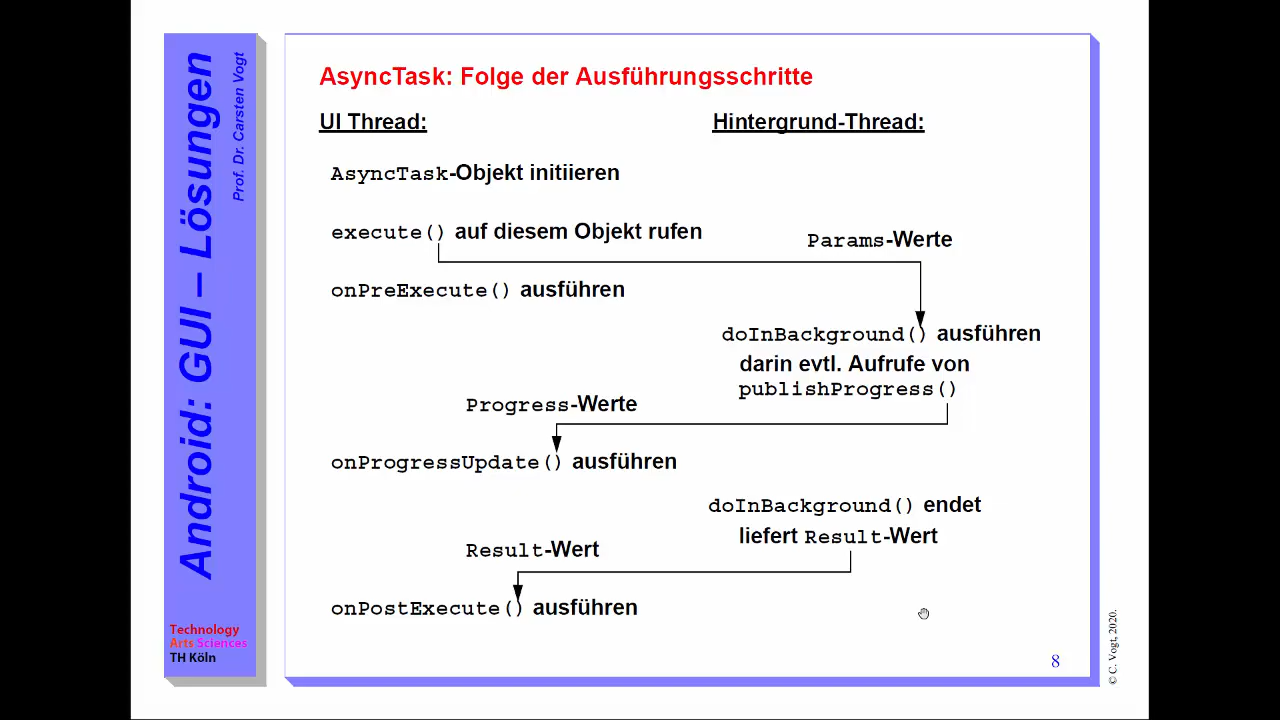 Android: GUI – Lösungen
Prof. Dr. Carsten Vogt
Technology
Arts Sciences
TH Köln
AsyncTask: Folge der Ausführungsschritte
UI Thread:
Hintergrund-Thread:
AsyncTask-Objekt initiieren
execute() auf diesem Objekt rufen
Params-Werte
onPreExecute() ausführen
doInBackground() ausführen
darin evtl. Aufrufe von
publishProgress()
Progress-Werte
onProgressUpdate() ausführen
doInBackground() endet
liefert Result-Wert
Result-Wert
onPostExecute() ausführen
8
© C. Vogt, 2020.